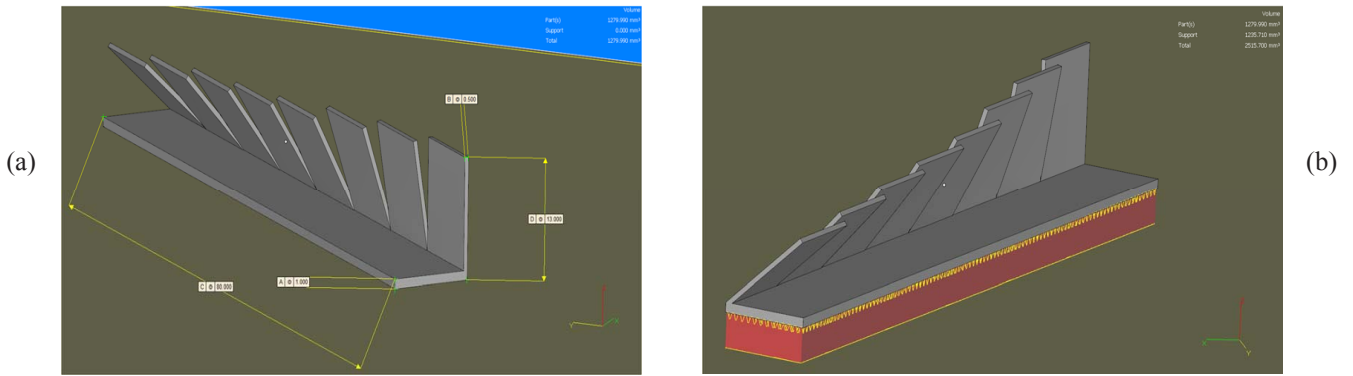 (a)
Volume
Part(s) 1279.990 mm³
Support 0.000 mm³
Total 1279.990 mm³
B Φ 0.500
D Φ 13.000
A Φ 1.000
C Φ 80.000
Y
X
(b)
Volume
Part(s) 1279.990 mm³
Support 1235.710 mm³
Total 2515.700 mm³
X
Y